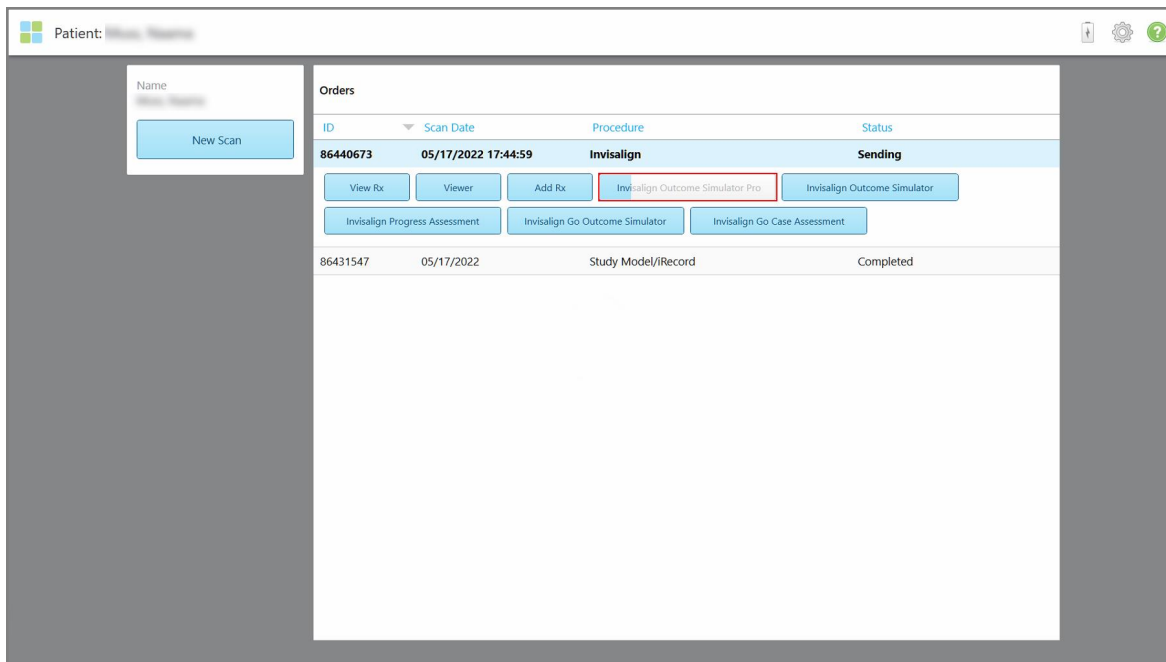 Patient:
?
Name
New Scan
Orders
ID Scan Date Procedure Status
86440673 05/17/2022 17:44:59 Invisalign Sending
View Rx Viewer Add Rx Invisalign Outcome Simulator Pro Invisalign Outcome Simulator
Invisalign Progress Assessment Invisalign Go Outcome Simulator Invisalign Go Case Assessment
86431547 05/17/2022 Study Model/iRecord Completed